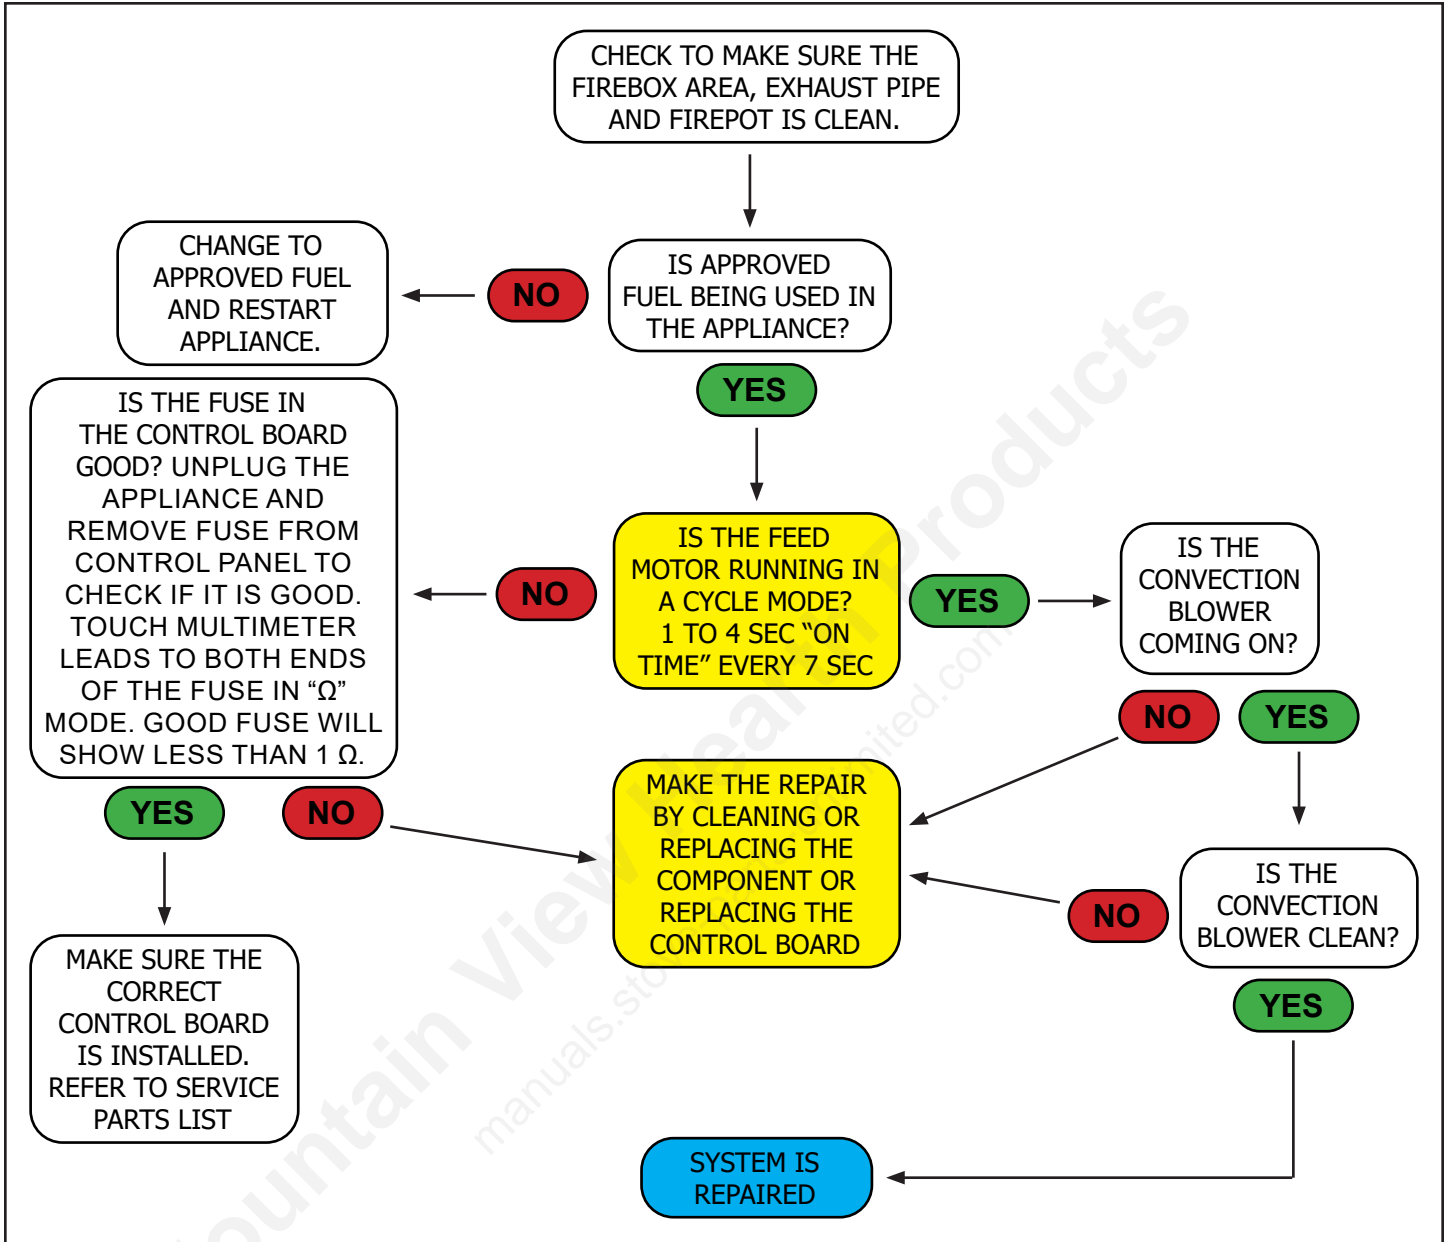 CHECK TO MAKE SURE THE
FIREBOX AREA, EXHAUST PIPE
AND FIREPOT IS CLEAN.
CHANGE TO
APPROVED FUEL
AND RESTART
APPLIANCE.
NO
IS APPROVED
FUEL BEING USED IN
THE APPLIANCE?
YES
IS THE FUSE IN
THE CONTROL BOARD
GOOD? UNPLUG THE
APPLIANCE AND
REMOVE FUSE FROM
CONTROL PANEL TO
CHECK IF IT IS GOOD.
TOUCH MULTIMETER
LEADS TO BOTH ENDS
OF THE FUSE IN “Ω”
MODE. GOOD FUSE WILL
SHOW LESS THAN 1 Ω.
NO
IS THE FEED
MOTOR RUNNING IN
A CYCLE MODE?
1 TO 4 SEC “ON
TIME” EVERY 7 SEC
YES
IS THE
CONVECTION
BLOWER
COMING ON?
NO
YES
YES
NO
MAKE THE REPAIR
BY CLEANING OR
REPLACING THE
COMPONENT OR
REPLACING THE
CONTROL BOARD
NO
IS THE
CONVECTION
BLOWER CLEAN?
YES
MAKE SURE THE
CORRECT
CONTROL BOARD
IS INSTALLED.
REFER TO SERVICE
PARTS LIST
SYSTEM IS
REPAIRED
View Hearth Products